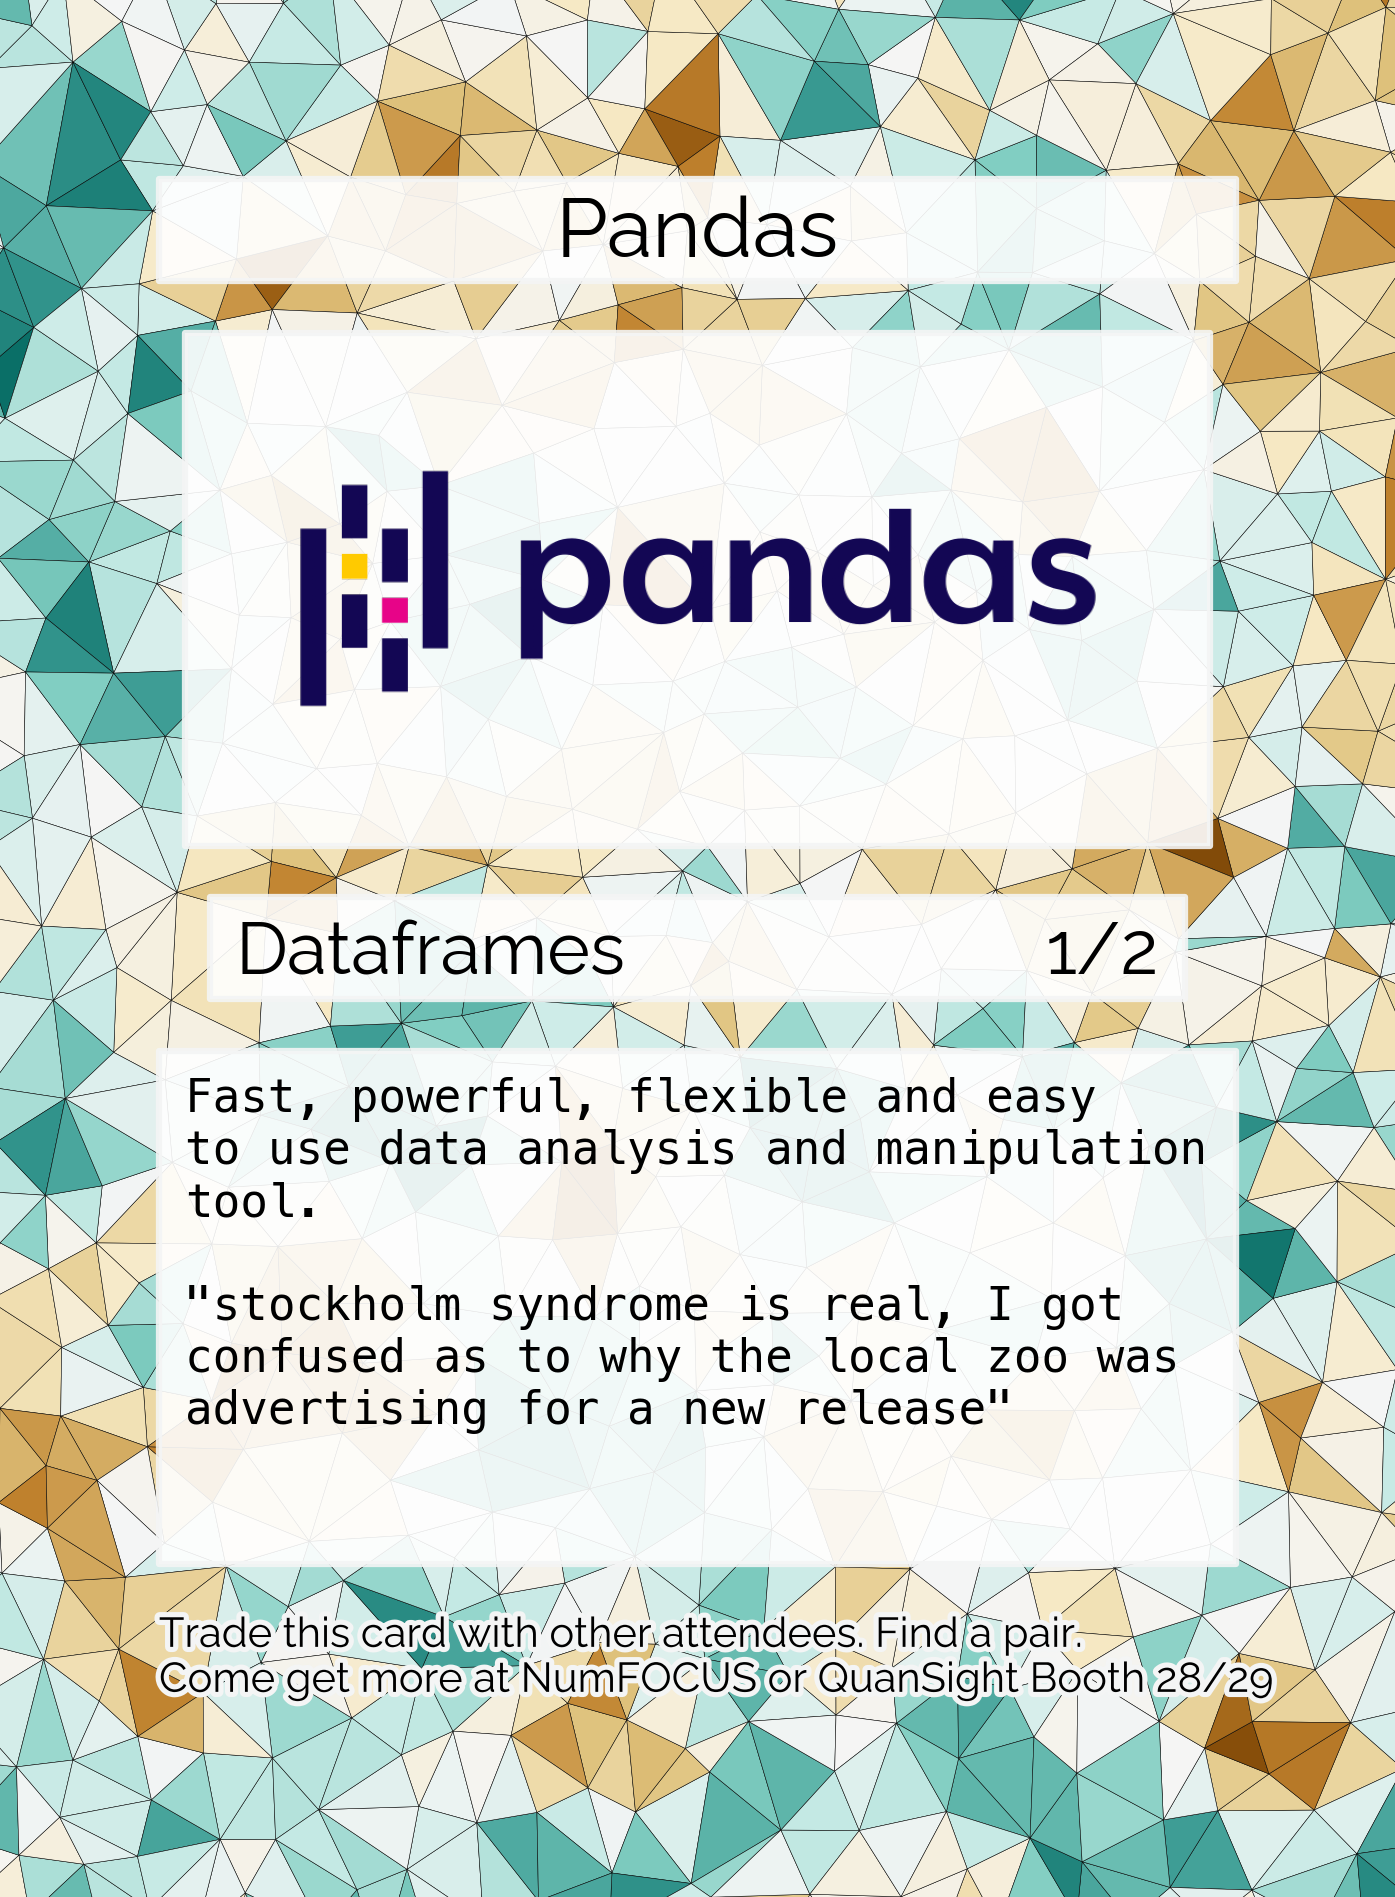 Pandas
pandas
Dataframes 1/2
Fast, powerful, flexible and easy
to use data analysis and manipulation
tool.
"stockholm syndrome is real, I got
confused as to why the local zoo was
advertising for a new release"
Trade this card with other attendees. Find a pair.
Come get more at NumFOCUS or QuanSight Booth 28/29